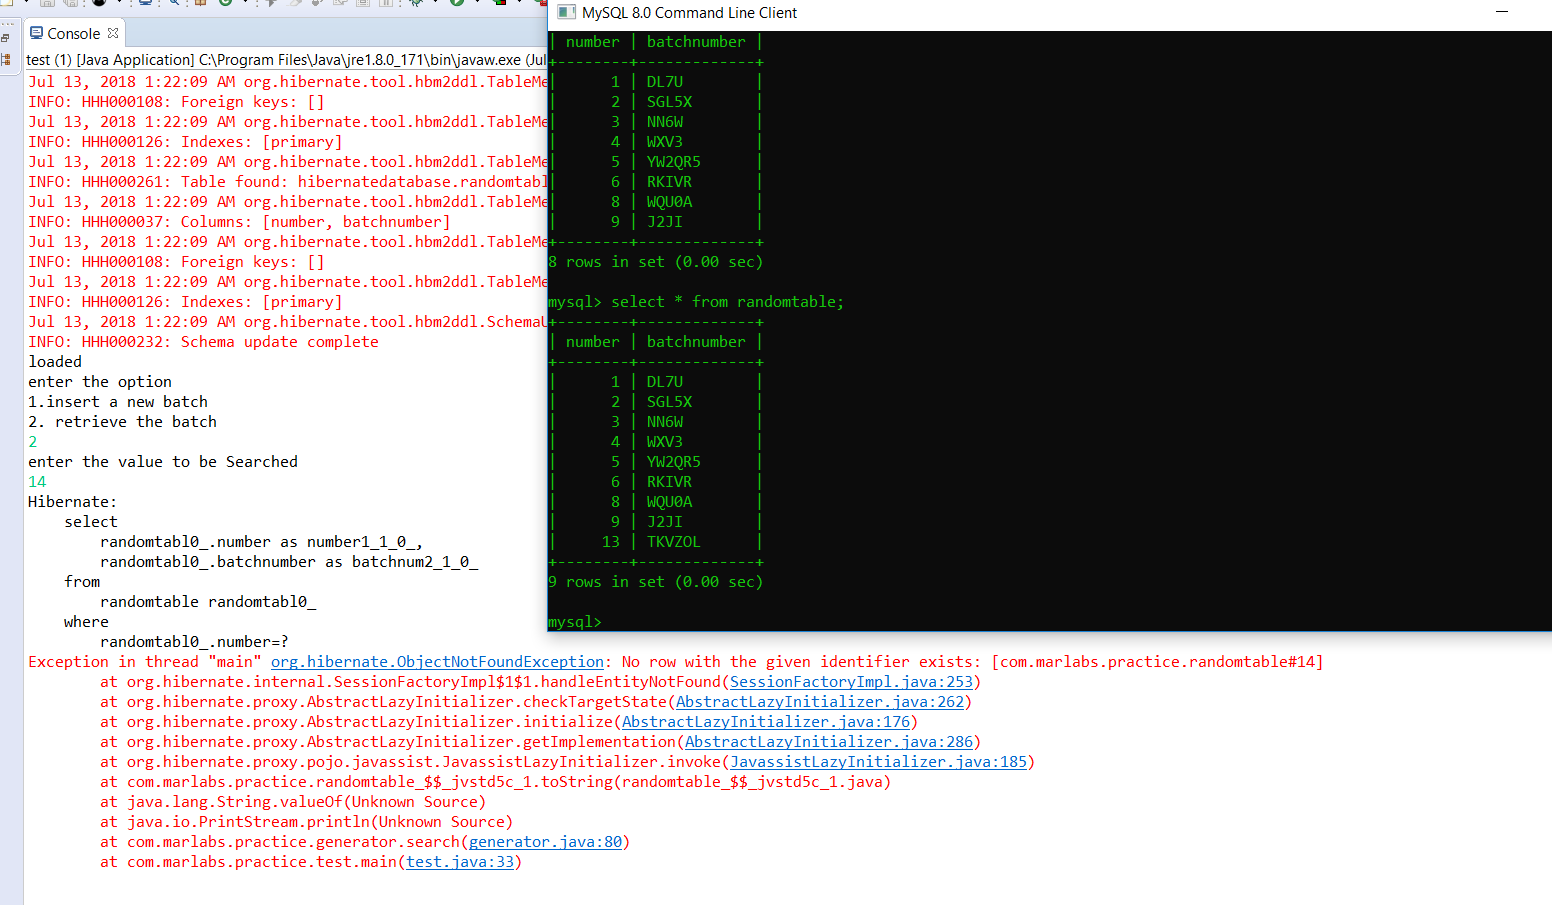 Console
test (1) [Java Application] C:\Program Files\Java\jre1.8.0_171\bin\javaw.exe (Jul
Jul 13, 2018 1:22:09 AM org.hibernate.tool.hbm2ddl.TableMe
INFO: HHH000108: Foreign keys: []
Jul 13, 2018 1:22:09 AM org.hibernate.tool.hbm2ddl.TableMe
INFO: HHH000126: Indexes: [primary]
Jul 13, 2018 1:22:09 AM org.hibernate.tool.hbm2ddl.TableMe
INFO: HHH000261: Table found: hibernatedatabase.randomtabl
Jul 13, 2018 1:22:09 AM org.hibernate.tool.hbm2ddl.TableMe
INFO: HHH000037: Columns: [number, batchnumber]
Jul 13, 2018 1:22:09 AM org.hibernate.tool.hbm2ddl.TableMe
INFO: HHH000108: Foreign keys: []
Jul 13, 2018 1:22:09 AM org.hibernate.tool.hbm2ddl.TableMe
INFO: HHH000126: Indexes: [primary]
Jul 13, 2018 1:22:09 AM org.hibernate.tool.hbm2ddl.SchemaU
INFO: HHH000232: Schema update complete
loaded
enter the option
1.insert a new batch
2. retrieve the batch
2
enter the value to be Searched
14
Hibernate:
    select
        randomtabl0_.number as number1_1_0_,
        randomtabl0_.batchnumber as batchnum2_1_0_
    from
        randomtable randomtabl0_
    where
        randomtabl0_.number=?
Exception in thread "main" org.hibernate.ObjectNotFoundException: No row with the given identifier exists: [com.marlabs.practice.randomtable#14]
        at org.hibernate.internal.SessionFactoryImpl$1$1.handleEntityNotFound(SessionFactoryImpl.java:253)
        at org.hibernate.proxy.AbstractLazyInitializer.checkTargetState(AbstractLazyInitializer.java:262)
        at org.hibernate.proxy.AbstractLazyInitializer.initialize(AbstractLazyInitializer.java:176)
        at org.hibernate.proxy.AbstractLazyInitializer.getImplementation(AbstractLazyInitializer.java:286)
        at org.hibernate.proxy.pojo.javassist.JavassistLazyInitializer.invoke(JavassistLazyInitializer.java:185)
        at com.marlabs.practice.randomtable_$$_jvstd5c_1.toString(randomtable_$$_jvstd5c_1.java)
        at java.lang.String.valueOf(Unknown Source)
        at java.io.PrintStream.println(Unknown Source)
        at com.marlabs.practice.generator.search(generator.java:80)
        at com.marlabs.practice.test.main(test.java:33)
MySQL 8.0 Command Line Client
| number | batchnumber |
+--------+-------------+
|      1 | DL7U        |
|      2 | SGL5X       |
|      3 | NN6W        |
|      4 | WXV3        |
|      5 | YW2QR5      |
|      6 | RKIVR       |
|      8 | WQU0A       |
|      9 | J2JI        |
+--------+-------------+
8 rows in set (0.00 sec)
mysql> select * from randomtable;
+--------+-------------+
| number | batchnumber |
+--------+-------------+
|      1 | DL7U        |
|      2 | SGL5X       |
|      3 | NN6W        |
|      4 | WXV3        |
|      5 | YW2QR5      |
|      6 | RKIVR       |
|      8 | WQU0A       |
|      9 | J2JI        |
|     13 | TKVZOL      |
+--------+-------------+
9 rows in set (0.00 sec)
mysql>